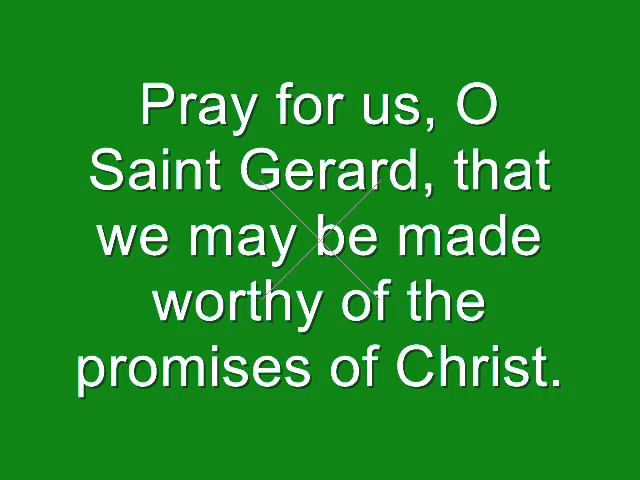 Pray for us, O
Saint Gerard, that
we may be made
worthy of the
promises of Christ.